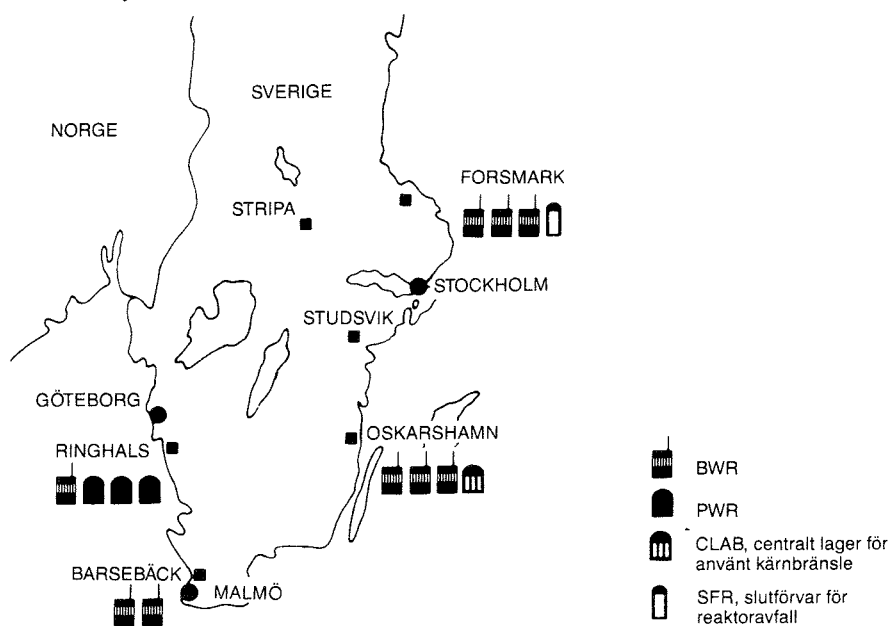 SVERIGE
NORGE
FORSMARK
STRIPA
STOCKHOLM
STUDSVIK
GÖTEBORG
OSKARSHAMN
RINGHALS
BARSEBÄCK
MALMÖ
BWR
PWR
CLAB, centralt lager för
använt kärnbränsle
SFR, slutförvar för
reaktoravfall